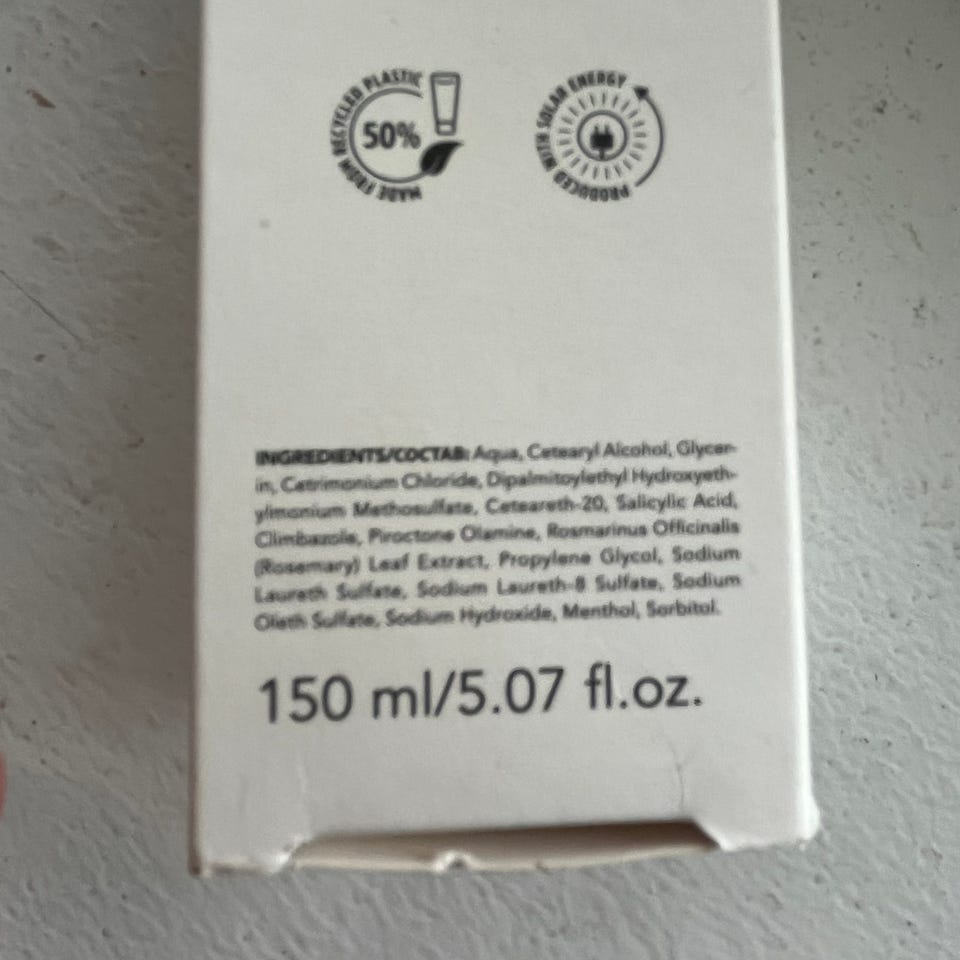 MADE FROM RECYCLED PLASTIC
50%
PRODUCED WITH SOLAR ENERGY
INGREDIENTS/СОСТАВ: Aqua, Cetearyl Alcohol, Glycer-
in, Cetrimonium Chloride, Dipalmitoylethyl Hydroxyeth-
ylmonium Methosulfate, Ceteareth-20, Salicylic Acid,
Climbazole, Piroctone Olamine, Rosmarinus Officinalis
(Rosemary) Leaf Extract, Propylene Glycol, Sodium
Laureth Sulfate, Sodium Laureth-8 Sulfate, Sodium
Oleth Sulfate, Sodium Hydroxide, Menthol, Sorbitol.
150 ml/5.07 fl.oz.